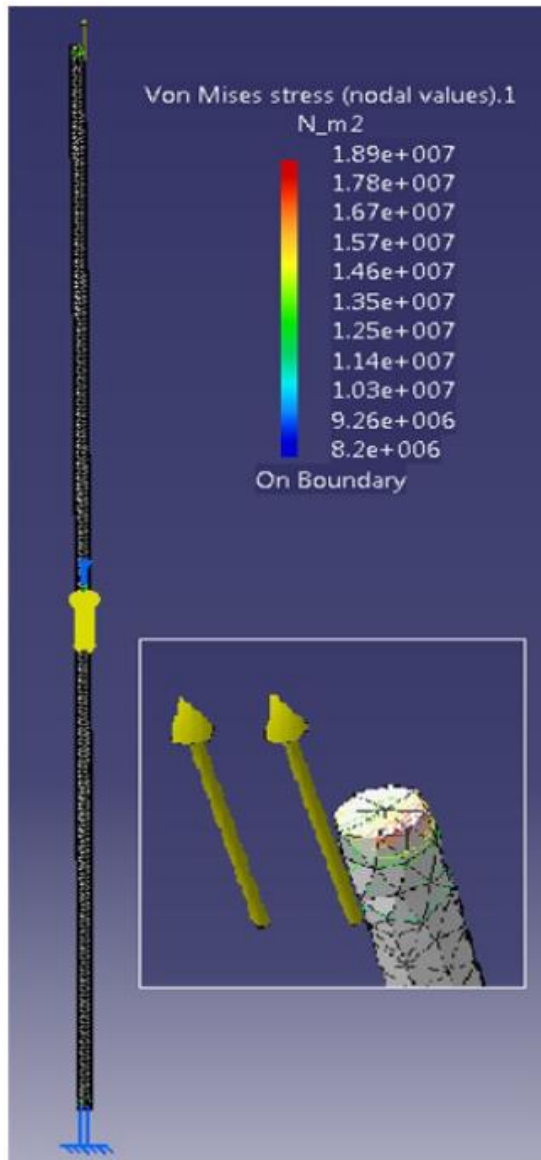 Von Mises stress (nodal values).1
N_m2
1.89e+007
1.78e+007
1.67e+007
1.57e+007
1.46e+007
1.35e+007
1.25e+007
1.14e+007
1.03e+007
9.26e+006
8.2e+006
On Boundary